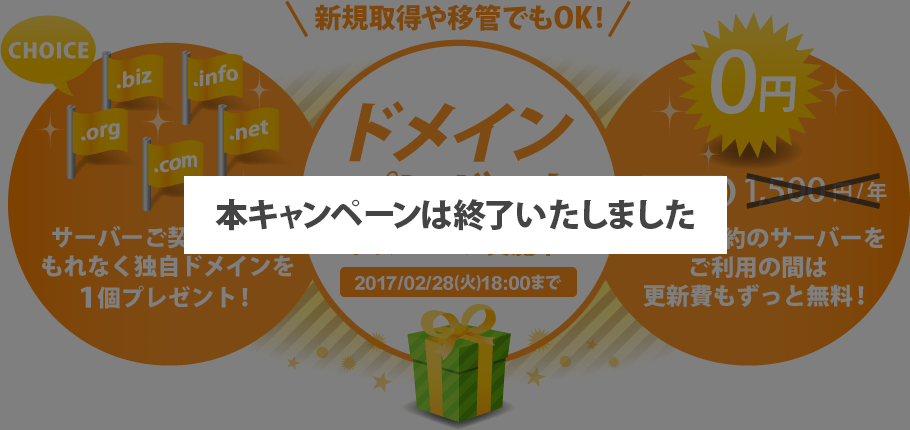 新規取得や移管でもOK!
CHOICE
.biz
.info
.org
.net
.com
ドメイン
0円
1,500円/年
本キャンペーンは終了いたしました
サーバーご契
もれなく独自ドメインを
1個プレゼント!
2017/02/28(火)18:00まで
約のサーバーを
ご利用の間は
更新費もずっと無料!